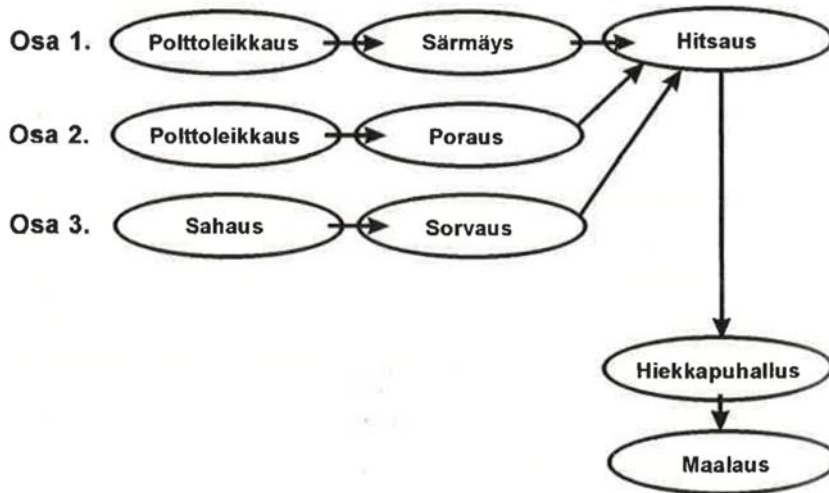 Osa 1. Polttoleikkaus Särmäys Hitsaus
Osa 2. Polttoleikkaus Poraus
Osa 3. Sahaus Sorvaus
Hiekkapuhallus
Maalaus